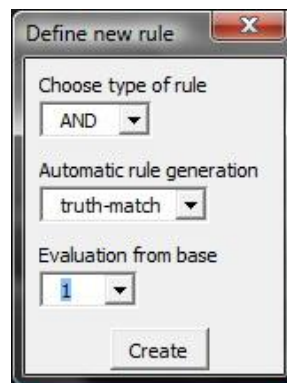 Define new rule
Choose type of rule
AND
Automatic rule generation
truth-match
Evaluation from base
1
Create